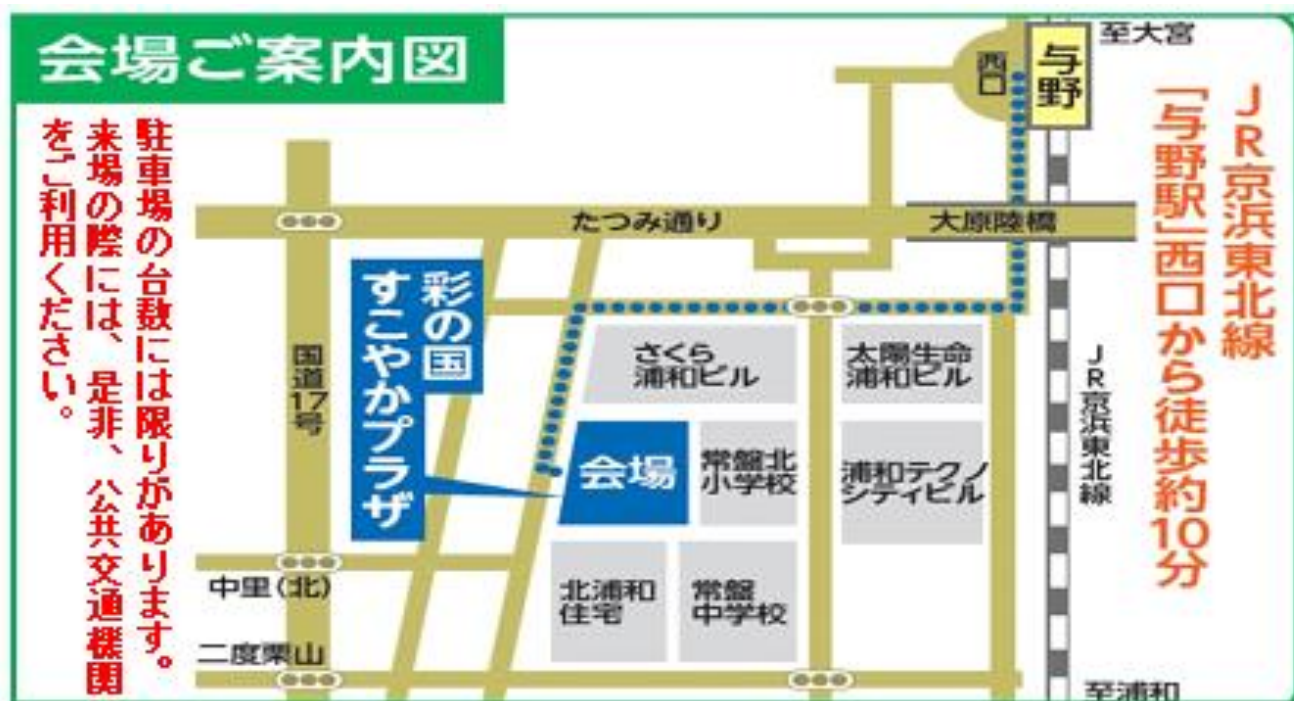 会場ご案内図
駐車場の台数には限りがあります。
来場の際には、是非、公共交通機関
をご利用ください。
至大宮
与野
西口
JR京浜東北線
「与野駅」西口から徒歩約10分
たつみ通り
大原陸橋
彩の国
すこやかプラザ
国道17号
さくら
浦和ビル
太陽生命
浦和ビル
JR京浜東北線
会場
常盤北
小学校
浦和テクノ
シティビル
中里(北)
北浦和
住宅
常盤
中学校
二度栗山
至浦和